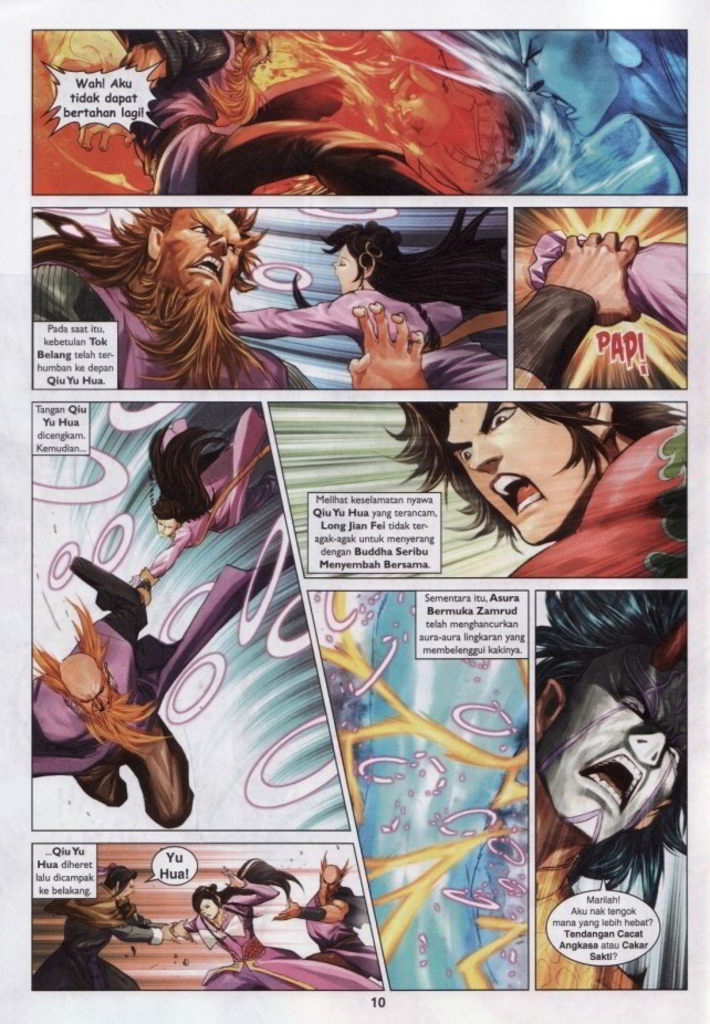 Wah! Aku
tidak dapat
bertahan lagi!
Pada saat itu,
kebetulan Tok
Belang telah ter-
humban ke depan
Qiu Yu Hua.
PAP!
Tangan Qiu
Yu Hua
dicengkam.
Kemudian...
Melihat keselamatan nyawa
Qiu Yu Hua yang terancam,
Long Jian Fei tidak ter-
agak-agak untuk menyerang
dengan Buddha Seribu
Menyembah Bersama.
...Qiu Yu
Hua diheret
lalu dicampak
ke belakang.
Yu
Hua!
Sementara itu, Asura
Bermuka Zamrud
telah menghancurkan
aura-aura lingkaran yang
membelenggui kakinya.
Marilah!
Aku nak tengok
mana yang lebih hebat?
Tendangan Cacat
Angkasa atau Cakar
Sakti?
10